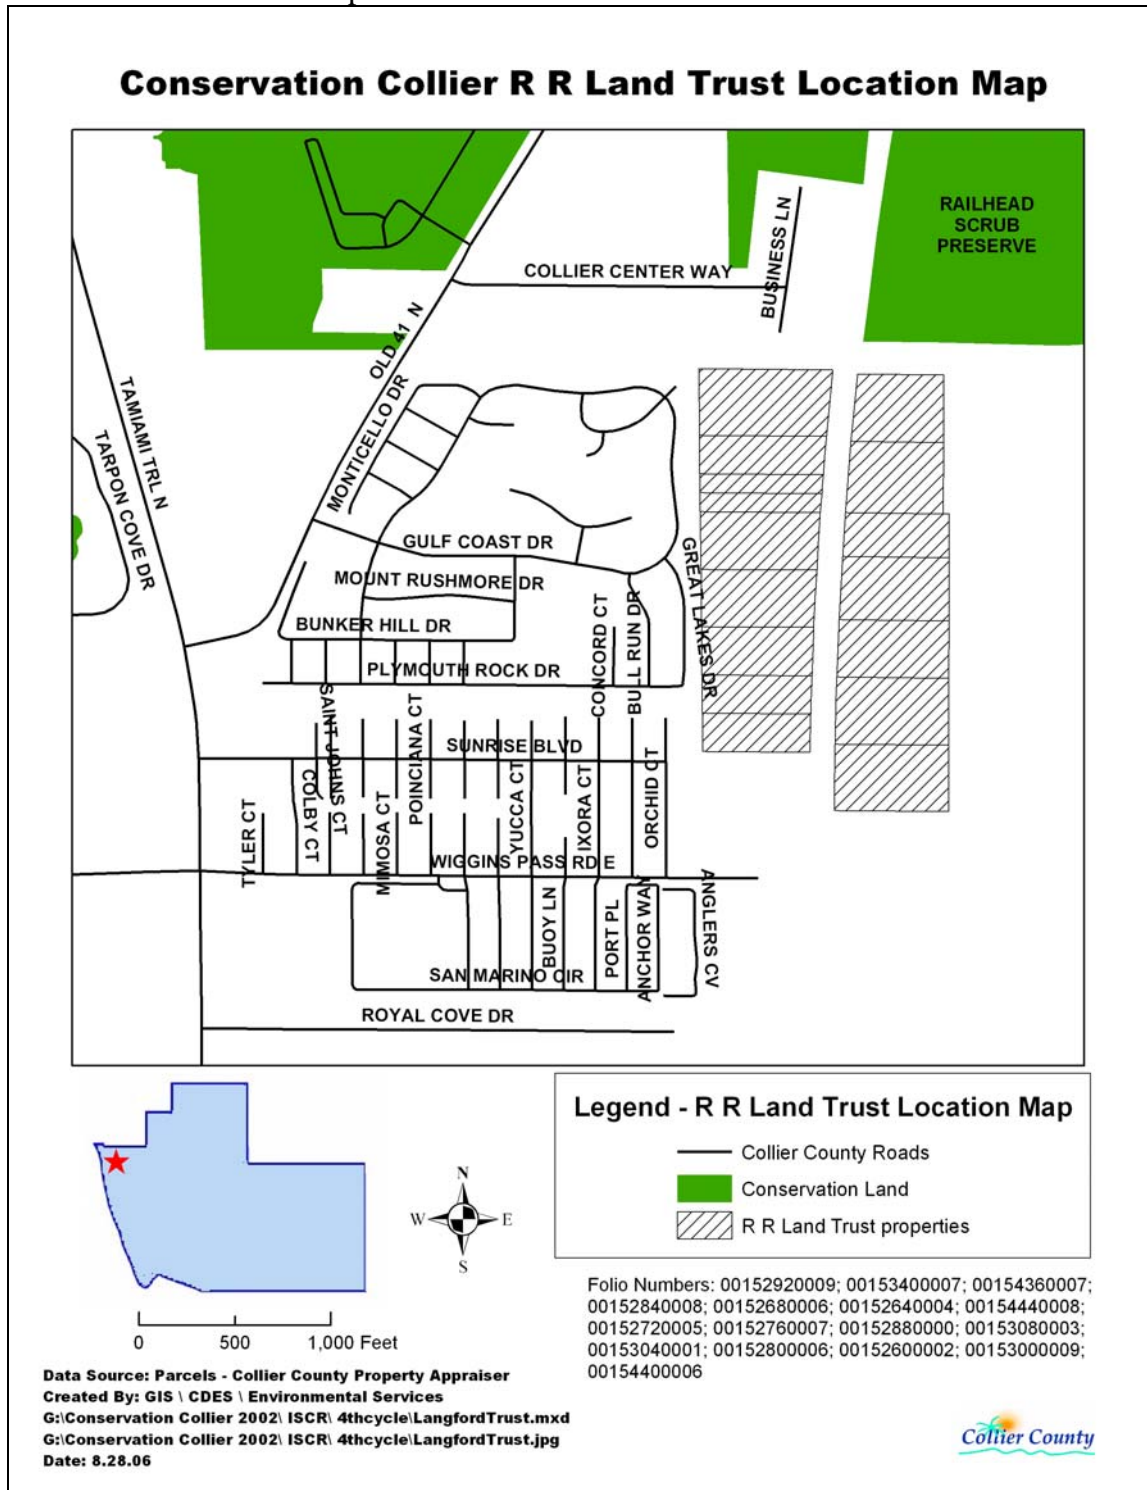 Conservation Collier R R Land Trust Location Map
RAILHEAD
SCRUB
PRESERVE
BUSINESS LN
COLLIER CENTER WAY
OLD 41 N
MONTICELLO DR
TAMIAMI TRL N
TARPON COVE DR
GULF COAST DR
MOUNT RUSHMORE DR
GREAT LAKES DR
BUNKER HILL DR
CONCORD CT
BULL RUN DR
PLYMOUTH ROCK DR
SAINT JOHNS CT
POINCIANA CT
SUNRISE BLVD
COLBY CT
YUCCA CT
IXORA CT
ORCHID CT
TYLER CT
MIMOSA CT
WIGGINS PASS RD E
BUOY LN
PORT PL
ANCHOR WAY
ANGLERS CV
SAN MARINO CIR
ROYAL COVE DR
Legend - R R Land Trust Location Map
Collier County Roads
Conservation Land
R R Land Trust properties
N
W E
S
0 500 1,000 Feet
Folio Numbers: 00152920009; 00153400007; 00154360007;
00152840008; 00152680006; 00152640004; 00154440008;
00152720005; 00152760007; 00152880000; 00153080003;
00153040001; 00152800006; 00152600002; 00153000009;
00154400006
Data Source: Parcels - Collier County Property Appraiser
Created By: GIS \ CDES \ Environmental Services
G:\Conservation Collier 2002\ ISCR\ 4thcycle\LangfordTrust.mxd
G:\Conservation Collier 2002\ ISCR\ 4thcycle\LangfordTrust.jpg
Date: 8.28.06
Collier County